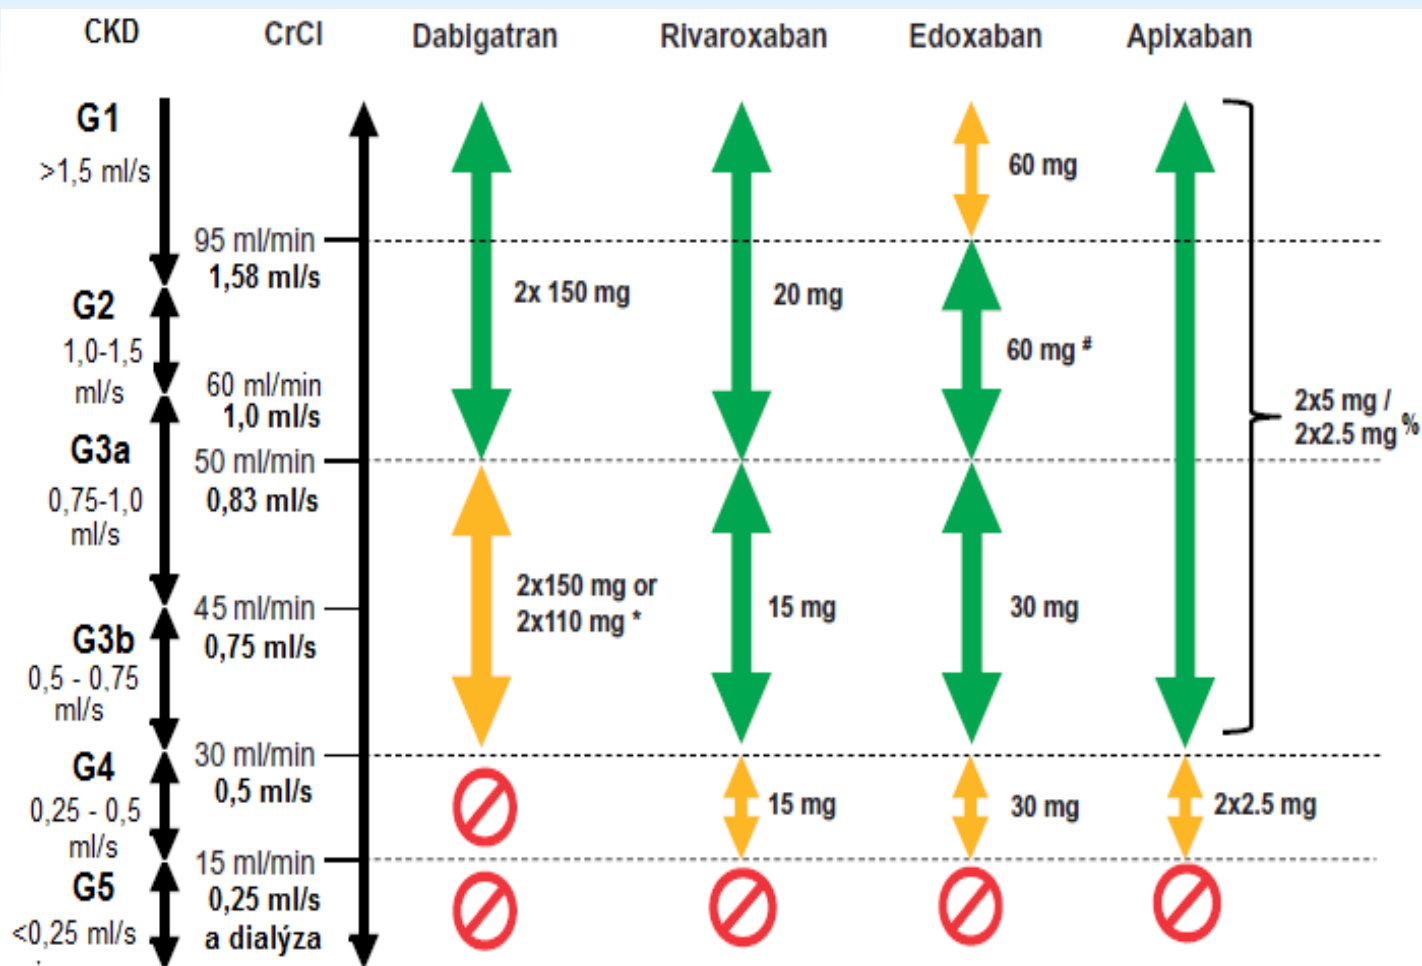 CKD CrCl Dabigatran Rivaroxaban Edoxaban Apixaban
G1
>1,5 ml/s
60 mg
95 ml/min
1,58 ml/s
2x 150 mg
20 mg
G2
1,0-1,5
ml/s
60 mg #
60 ml/min
1,0 ml/s
2x5 mg /
2x2.5 mg %
G3a
50 ml/min
0,83 ml/s
0,75-1,0
ml/s
2x150 mg or
2x110 mg *
15 mg
30 mg
45 ml/min
0,75 ml/s
G3b
0,5 - 0,75
ml/s
30 ml/min
0,5 ml/s
G4
0,25 - 0,5
ml/s
15 mg
30 mg
2x2.5 mg
15 ml/min
0,25 ml/s
a dialýza
G5
<0,25 ml/s